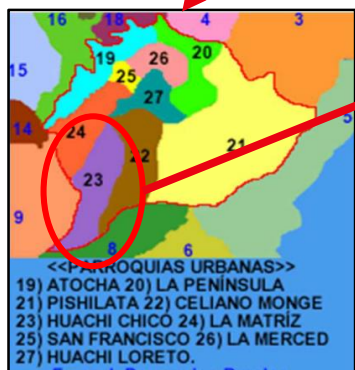 16 18 4 3
19 26 20
15 25
27
14 24 5
22 21
23
9
8 6
<<PARROQUIAS URBANAS>>
19) ATOCHA 20) LA PENÍNSULA
21) PISHILATA 22) CELIANO MONGE
23) HUACHI CHICO 24) LA MATRÍZ
25) SAN FRANCISCO 26) LA MERCED
27) HUACHI LORETO.